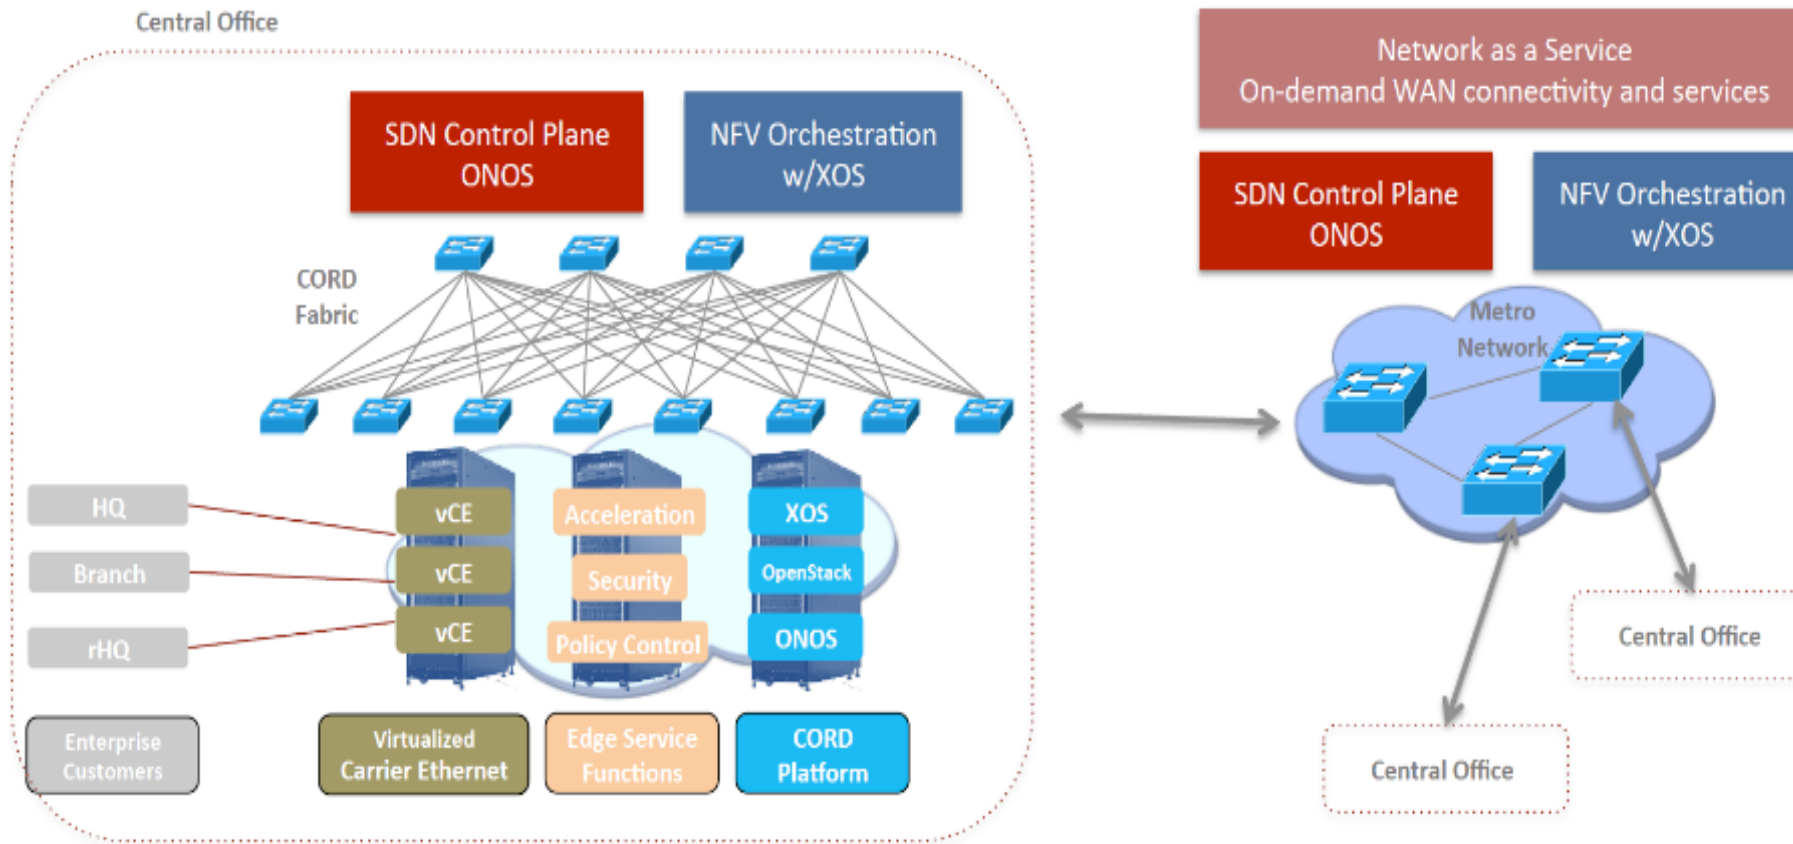 Central Office
SDN Control Plane
ONOS
NFV Orchestration
w/XOS
CORD
Fabric
HQ
Branch
rHQ
vCE
vCE
vCE
Acceleration
Security
Policy Control
XOS
OpenStack
ONOS
Enterprise
Customers
Virtualized
Carrier Ethernet
Edge Service
Functions
CORD
Platform
Network as a Service
On-demand WAN connectivity and services
SDN Control Plane
ONOS
NFV Orchestration
w/XOS
Metro
Network
Central Office
Central Office